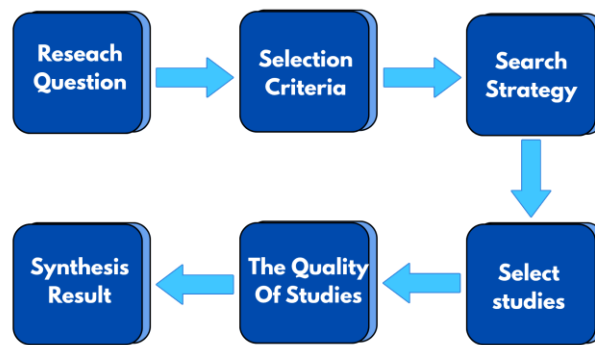 Reseach
Question
Selection
Criteria
Search
Strategy
Select
studies
The Quality
Of Studies
Synthesis
Result